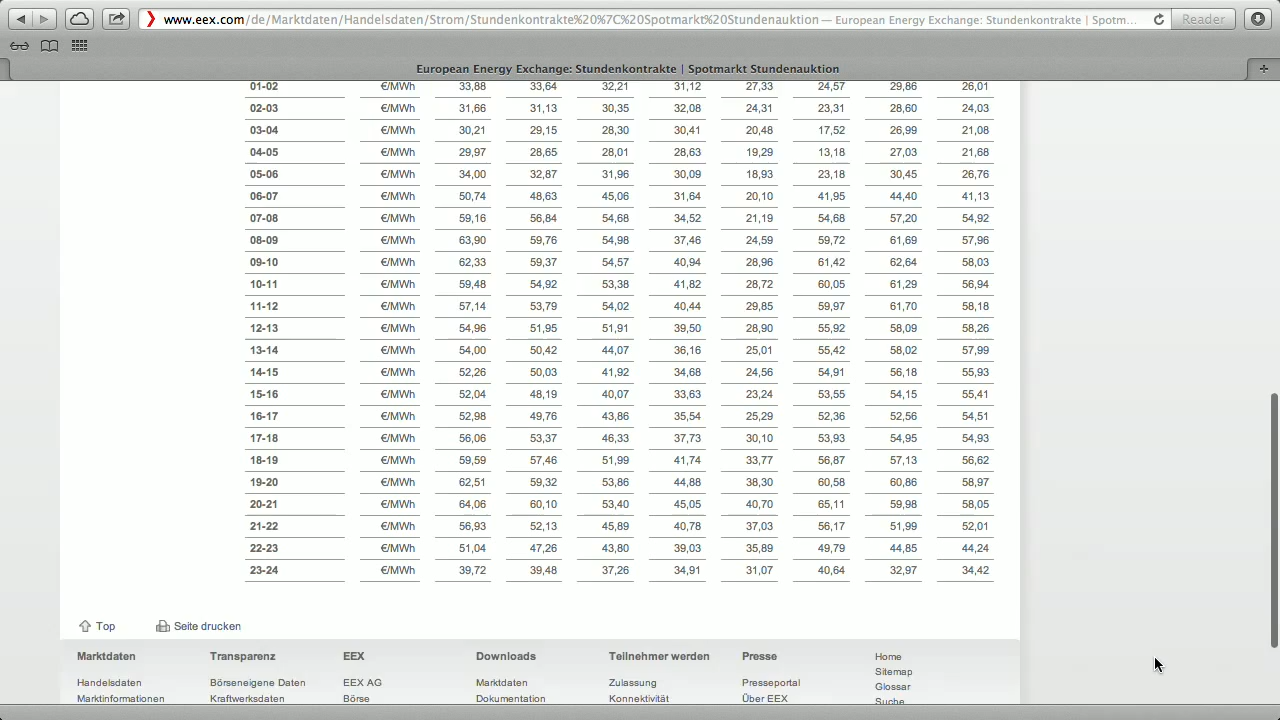 www.eex.com/de/Marktdaten/Handelsdaten/Strom/Stundenkontrakte%20%7C%20Spotmarkt%20Stundenauktion — European Energy Exchange: Stundenkontrakte | Spotm... Reader
European Energy Exchange: Stundenkontrakte | Spotmarkt Stundenauktion
01-02 €/MWh 33,88 33,64 32,21 31,12 27,33 24,57 29,86 26,01
02-03 €/MWh 31,66 31,13 30,35 32,08 24,31 23,31 28,60 24,03
03-04 €/MWh 30,21 29,15 28,30 30,41 20,48 17,52 26,99 21,08
04-05 €/MWh 29,97 28,65 28,01 28,63 19,29 13,18 27,03 21,68
05-06 €/MWh 34,00 32,87 31,96 30,09 18,93 23,18 30,45 26,76
06-07 €/MWh 50,74 48,63 45,06 31,64 20,10 41,95 44,40 41,13
07-08 €/MWh 59,16 56,84 54,68 34,52 21,19 54,68 57,20 54,92
08-09 €/MWh 63,90 59,76 54,98 37,46 24,59 59,72 61,69 57,96
09-10 €/MWh 62,33 59,37 54,57 40,94 28,96 61,42 62,64 58,03
10-11 €/MWh 59,48 54,92 53,38 41,82 28,72 60,05 61,29 56,94
11-12 €/MWh 57,14 53,79 54,02 40,44 29,85 59,97 61,70 58,18
12-13 €/MWh 54,96 51,95 51,91 39,50 28,90 55,92 58,09 58,26
13-14 €/MWh 54,00 50,42 44,07 36,16 25,01 55,42 58,02 57,99
14-15 €/MWh 52,26 50,03 41,92 34,68 24,56 54,91 56,18 55,93
15-16 €/MWh 52,04 48,19 40,07 33,63 23,24 53,55 54,15 55,41
16-17 €/MWh 52,98 49,76 43,86 35,54 25,29 52,36 52,56 54,51
17-18 €/MWh 56,06 53,37 46,33 37,73 30,10 53,93 54,95 54,93
18-19 €/MWh 59,59 57,46 51,99 41,74 33,77 56,87 57,13 56,62
19-20 €/MWh 62,51 59,32 53,86 44,88 38,30 60,58 60,86 58,97
20-21 €/MWh 64,06 60,10 53,40 45,05 40,70 65,11 59,98 58,05
21-22 €/MWh 56,93 52,13 45,89 40,78 37,03 56,17 51,99 52,01
22-23 €/MWh 51,04 47,26 43,80 39,03 35,89 49,79 44,85 44,24
23-24 €/MWh 39,72 39,48 37,26 34,91 31,07 40,64 32,97 34,42
Top Seite drucken
Marktdaten Transparenz EEX Downloads Teilnehmer werden Presse Home
Sitemap
Handelsdaten Börseneigene Daten EEX AG Marktdaten Zulassung Presseportal Glossar
Marktinformationen Kraftwerksdaten Börse Dokumentation Konnektivität Über EEX Suche